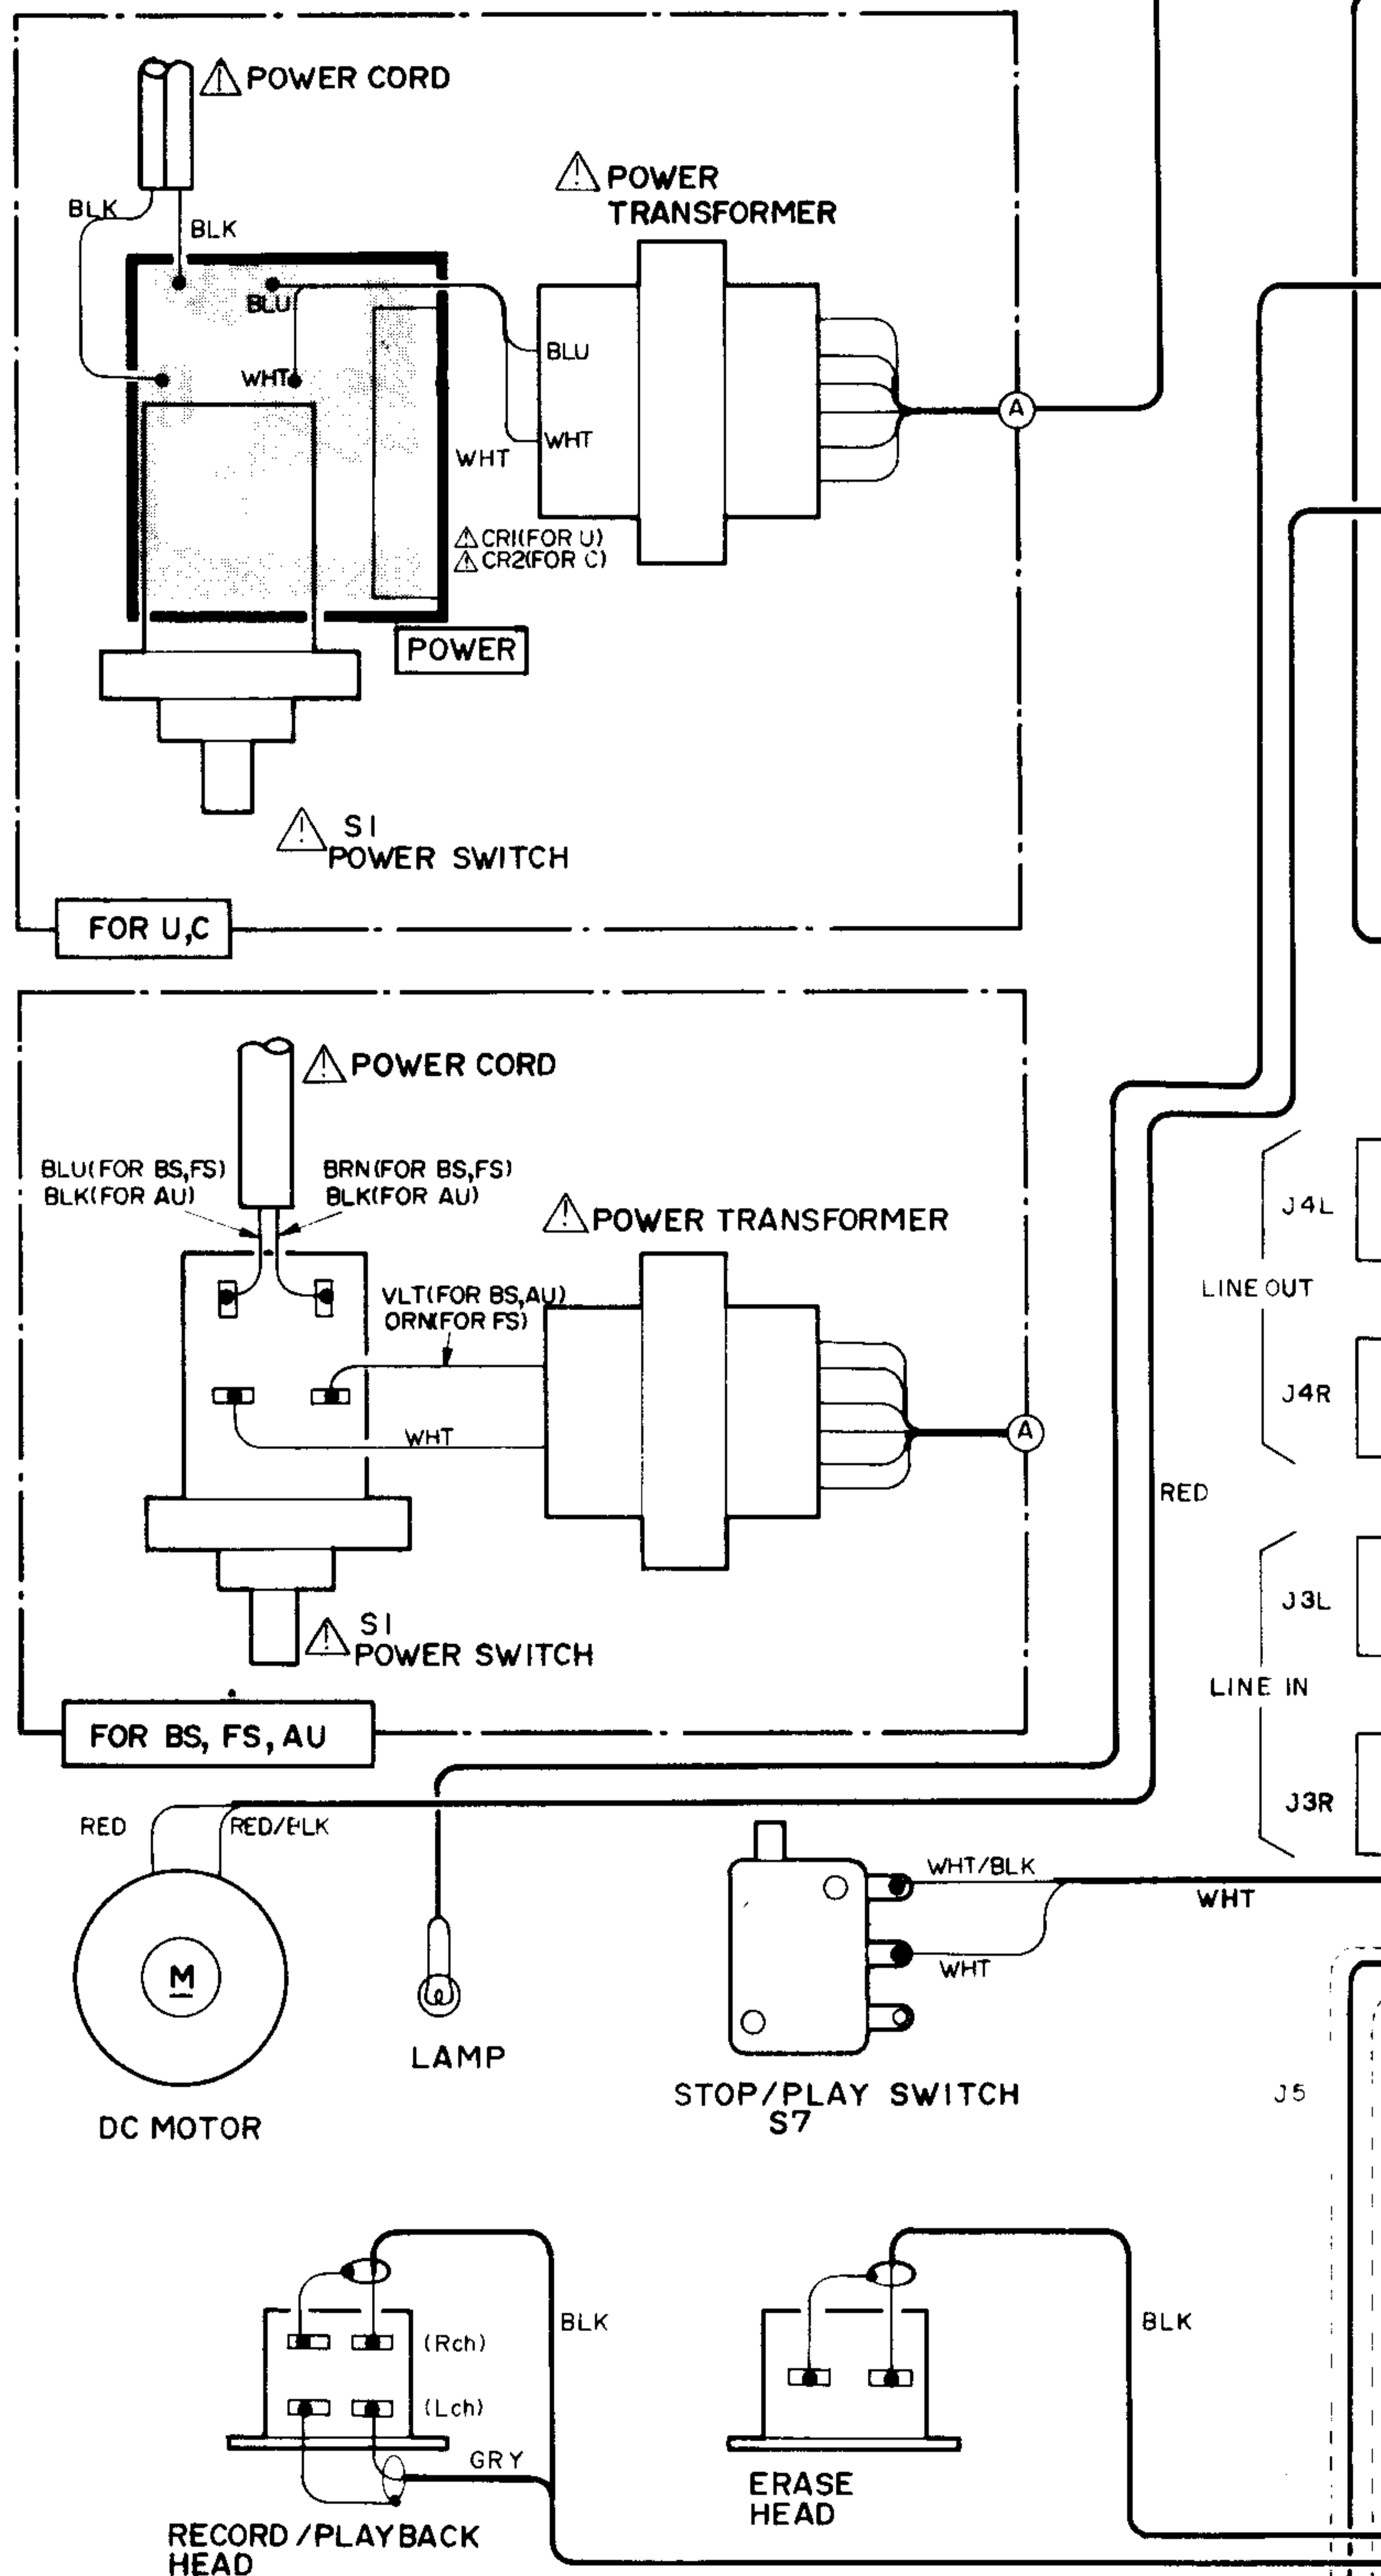 ⚠ POWER CORD
BLK
BLK
⚠ POWER
TRANSFORMER
BLU
BLU
WHT
WHT
WHT
⚠ CR1(FOR U)
⚠ CR2(FOR C)
A
POWER
⚠ S1
POWER SWITCH
FOR U,C
⚠ POWER CORD
BLU(FOR BS,FS)
BLK(FOR AU)
BRN(FOR BS,FS)
BLK(FOR AU)
⚠ POWER TRANSFORMER
VLT(FOR BS,AU)
ORN(FOR FS)
WHT
A
⚠ S1
POWER SWITCH
FOR BS, FS, AU
J4L
LINE OUT
J4R
RED
J3L
LINE IN
J3R
RED
RED/BLK
M
DC MOTOR
LAMP
WHT/BLK
WHT
WHT
STOP/PLAY SWITCH
S7
J5
(Rch)
(Lch)
BLK
GRY
RECORD/PLAYBACK
HEAD
BLK
ERASE
HEAD